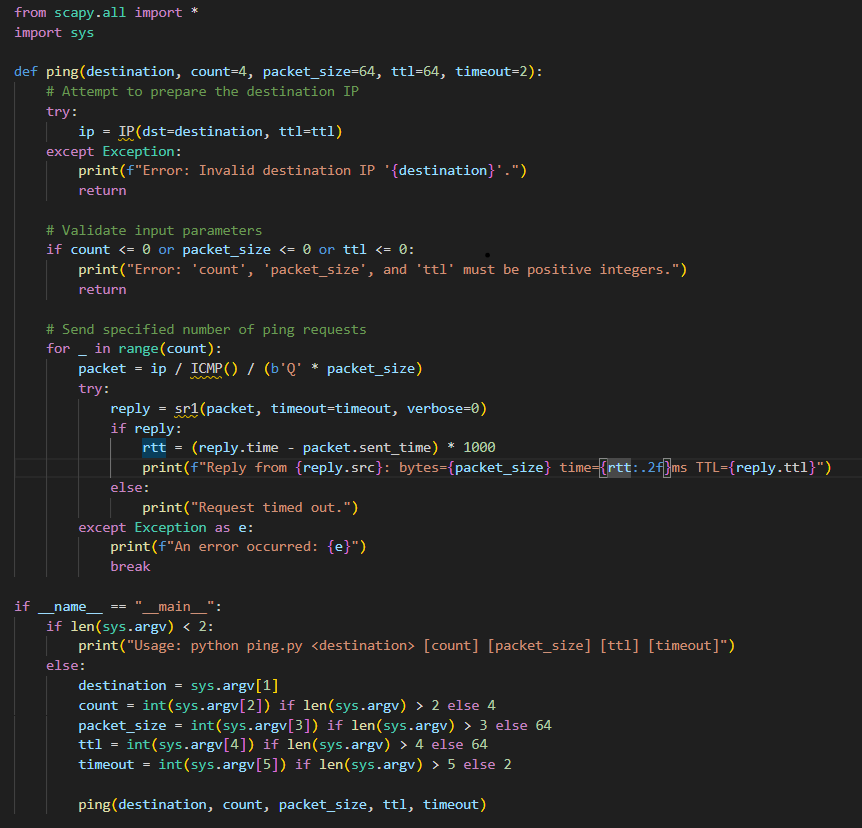 from scapy.all import *
import sys

def ping(destination, count=4, packet_size=64, ttl=64, timeout=2):
    # Attempt to prepare the destination IP
    try:
        ip = IP(dst=destination, ttl=ttl)
    except Exception:
        print(f"Error: Invalid destination IP '{destination}'.")
        return

    # Validate input parameters
    if count <= 0 or packet_size <= 0 or ttl <= 0:
        print("Error: 'count', 'packet_size', and 'ttl' must be positive integers.")
        return

    # Send specified number of ping requests
    for _ in range(count):
        packet = ip / ICMP() / (b'Q' * packet_size)
        try:
            reply = sr1(packet, timeout=timeout, verbose=0)
            if reply:
                rtt = (reply.time - packet.sent_time) * 1000
                print(f"Reply from {reply.src}: bytes={packet_size} time={rtt:.2f}ms TTL={reply.ttl}")
            else:
                print("Request timed out.")
        except Exception as e:
            print(f"An error occurred: {e}")
            break

if __name__ == "__main__":
    if len(sys.argv) < 2:
        print("Usage: python ping.py <destination> [count] [packet_size] [ttl] [timeout]")
    else:
        destination = sys.argv[1]
        count = int(sys.argv[2]) if len(sys.argv) > 2 else 4
        packet_size = int(sys.argv[3]) if len(sys.argv) > 3 else 64
        ttl = int(sys.argv[4]) if len(sys.argv) > 4 else 64
        timeout = int(sys.argv[5]) if len(sys.argv) > 5 else 2

        ping(destination, count, packet_size, ttl, timeout)